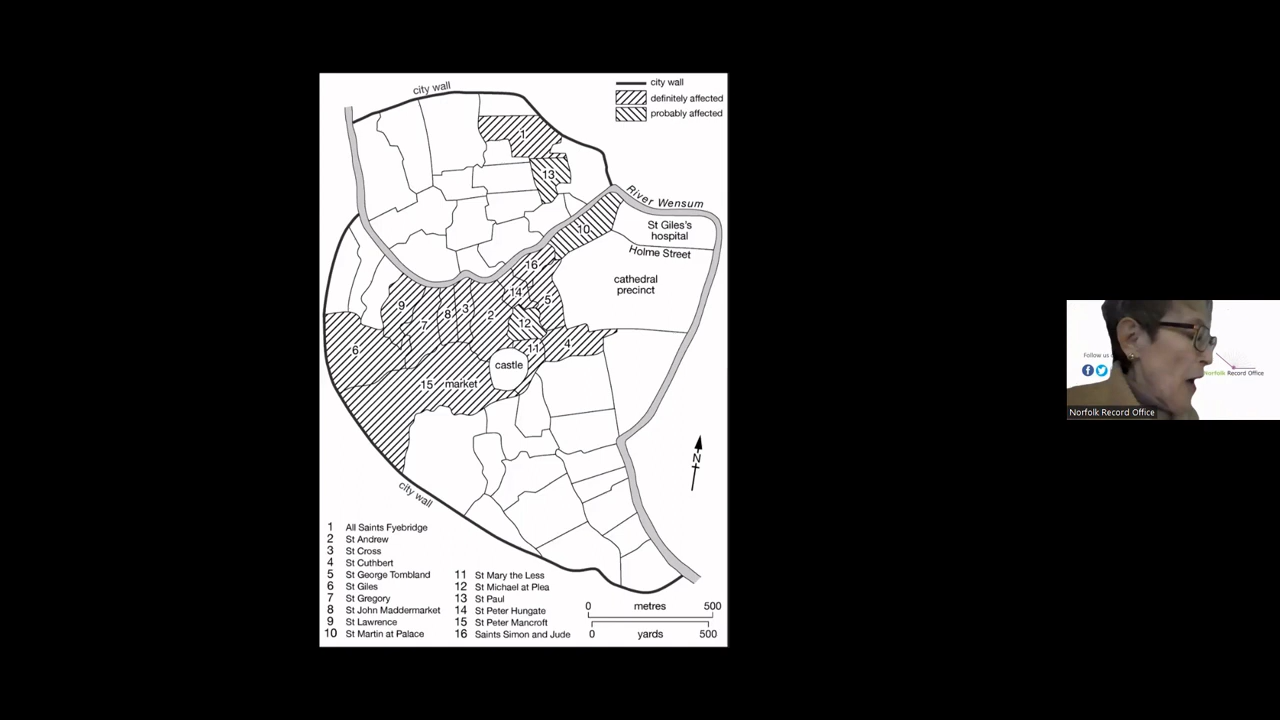 city wall
city wall
definitely affected
probably affected
1
13
River Wensum
St Giles's
hospital
10
Holme Street
16
cathedral
precinct
14
5
9
8
3
2
12
6
11
4
castle
15 market
N
city wall
1 All Saints Fyebridge
2 St Andrew
3 St Cross
4 St Cuthbert
5 St George Tombland
6 St Giles
7 St Gregory
8 St John Maddermarket
9 St Lawrence
10 St Martin at Palace
11 St Mary the Less
12 St Michael at Plea
13 St Paul
14 St Peter Hungate
15 St Peter Mancroft
16 Saints Simon and Jude
0 metres 500
0 yards 500
Follow us
Norfolk Record Office
Norfolk Record Office